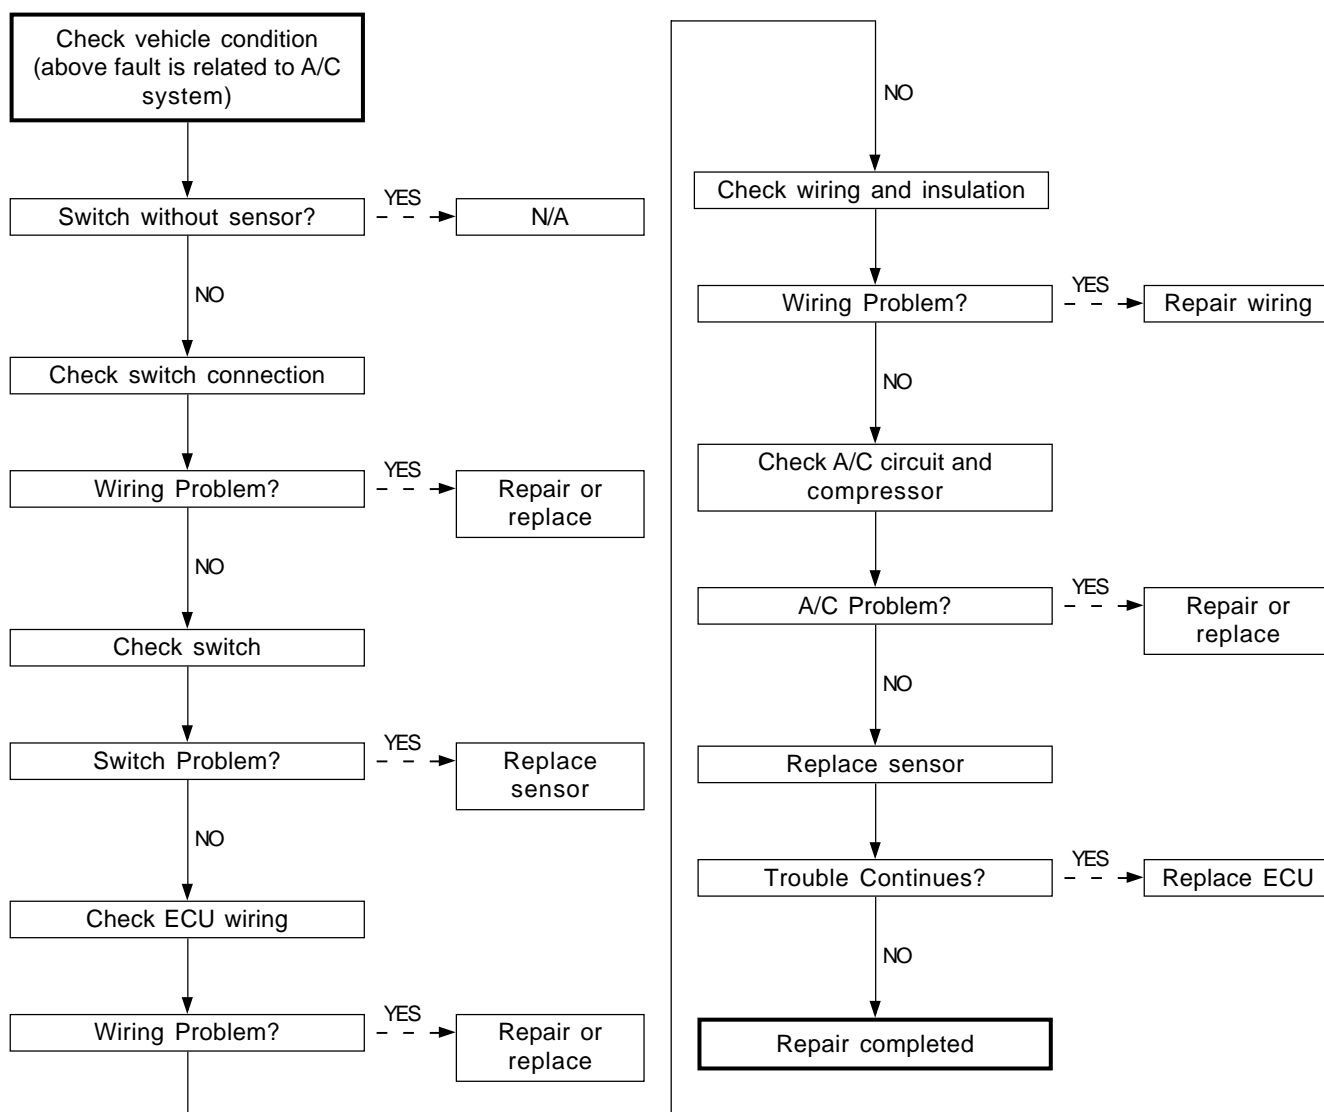 Check vehicle condition
(above fault is related to A/C
system)
Switch without sensor?
YES
N/A
NO
Check switch connection
Wiring Problem?
YES
Repair or
replace
NO
Check switch
Switch Problem?
YES
Replace
sensor
NO
Check ECU wiring
Wiring Problem?
YES
Repair or
replace
NO
Check wiring and insulation
Wiring Problem?
YES
Repair wiring
NO
Check A/C circuit and
compressor
A/C Problem?
YES
Repair or
replace
NO
Replace sensor
Trouble Continues?
YES
Replace ECU
NO
Repair completed